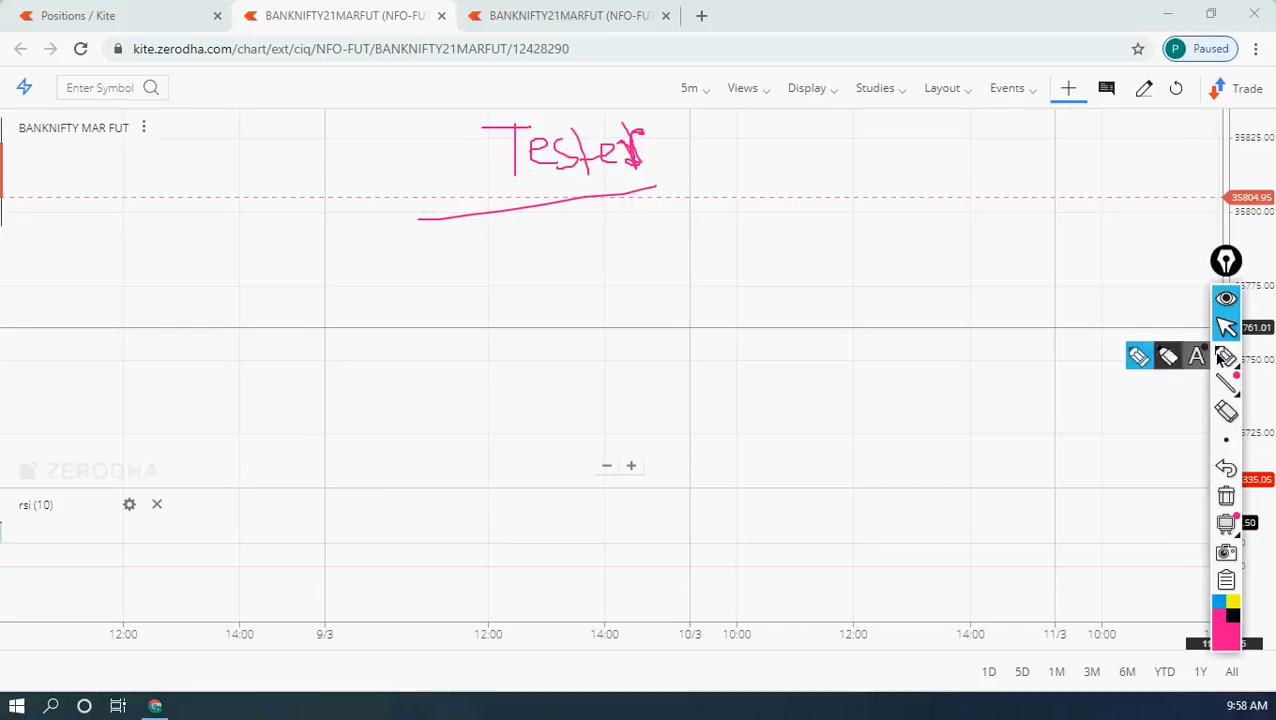 Positions / Kite
BANKNIFTY21MARFUT (NFO-FU
BANKNIFTY21MARFUT (NFO-FU
kite.zerodha.com/chart/ext/ciq/NFO-FUT/BANKNIFTY21MARFUT/12428290
P Paused
Enter Symbol
5m Views Display Studies Layout Events Trade
BANKNIFTY MAR FUT
Tester
35825.00
35804.95
35800.00
35775.00
761.01
35750.00
A
35725.00
ZERODHA
335.05
rsi (10)
.50
12:00 14:00 9/3 12:00 14:00 10/3 10:00 12:00 14:00 11/3 10:00
1D 5D 1M 3M 6M YTD 1Y All
9:58 AM